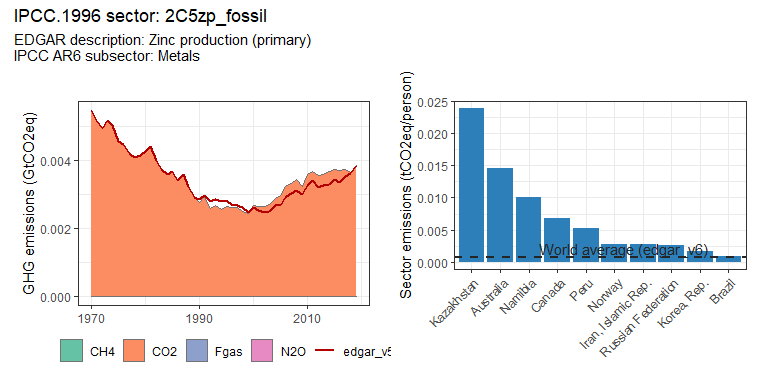 IPCC.1996 sector: 2C5zp_fossil
EDGAR description: Zinc production (primary)
IPCC AR6 subsector: Metals
GHG emissions (GtCO2eq)
0.004
0.002
0.000
1970
1990
2010
CH4
CO2
Fgas
N2O
edgar_v5
Sector emissions (tCO2eq/person)
0.025
0.020
0.015
0.010
0.005
0.000
World average (edgar_v6)
Kazakhstan
Australia
Namibia
Canada
Peru
Norway
Iran, Islamic Rep.
Russian Federation
Korea, Rep.
Brazil